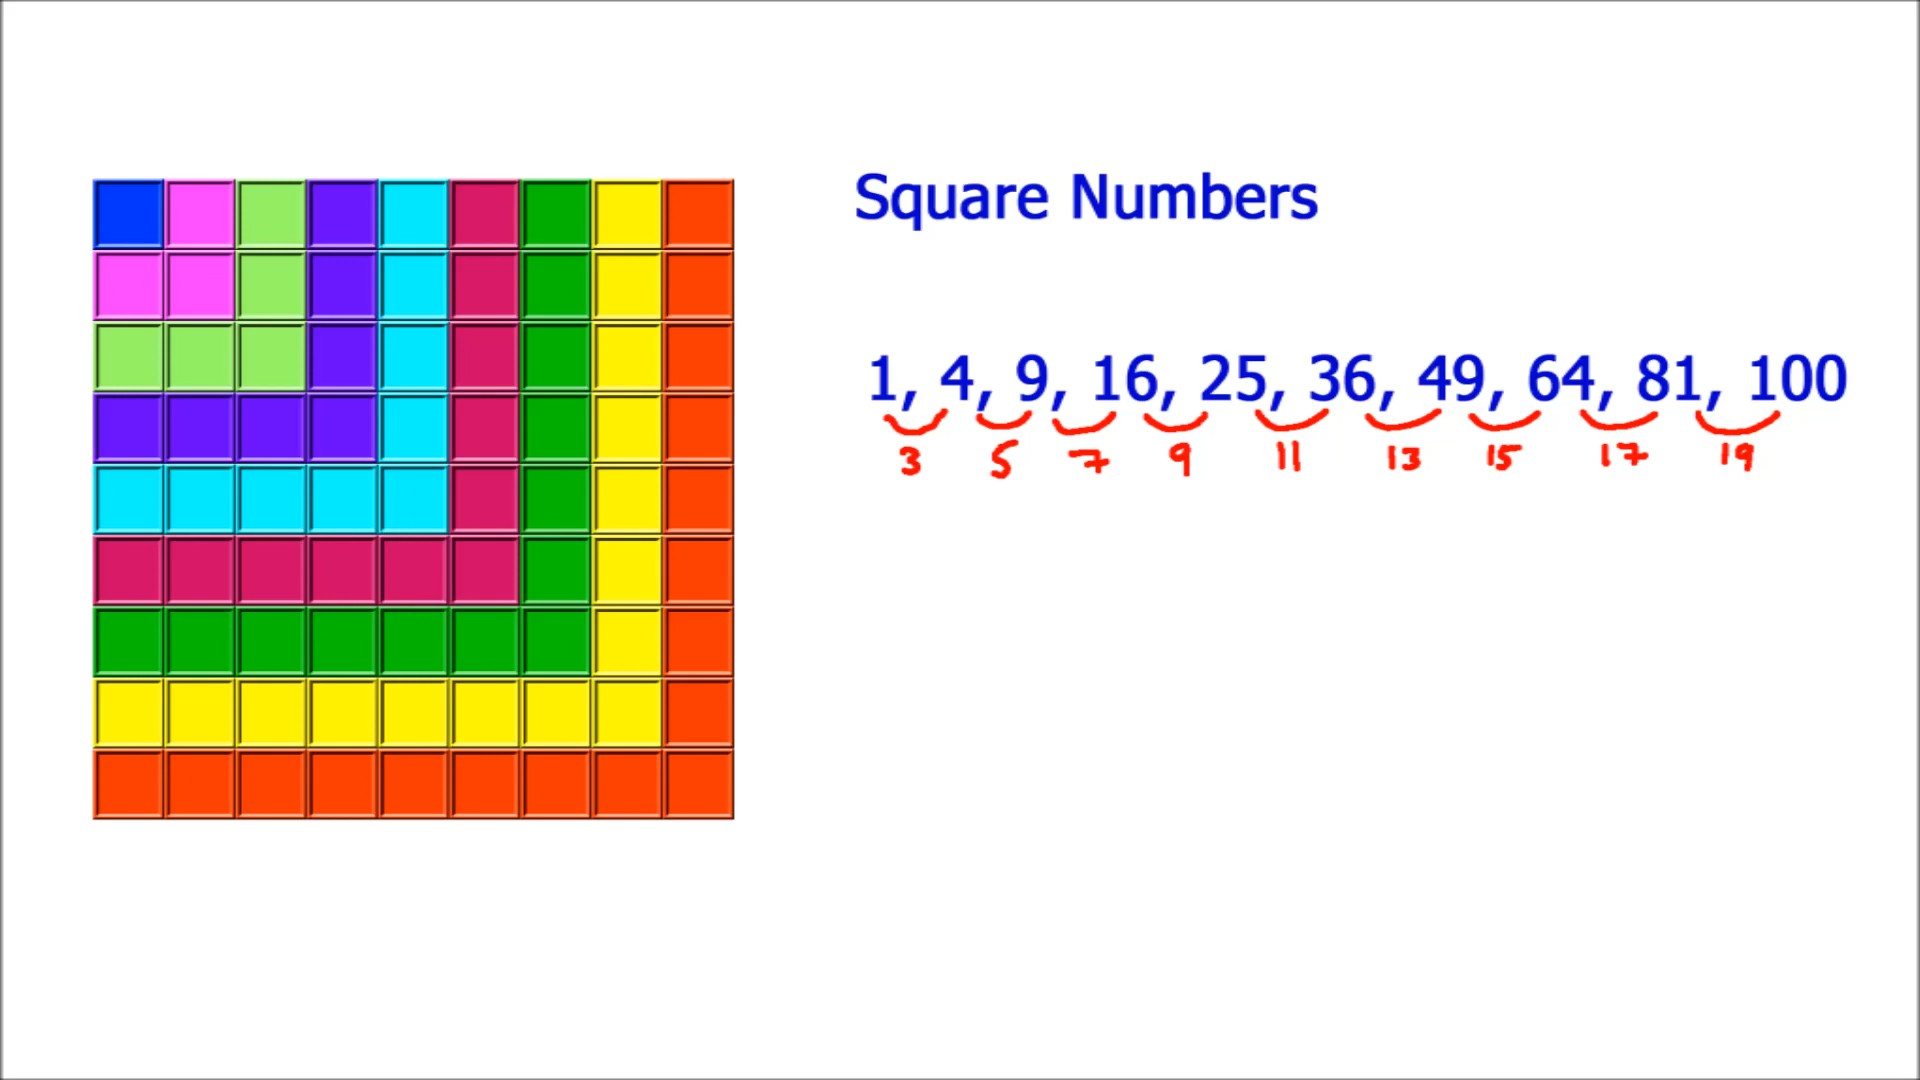 Square Numbers
1, 4, 9, 16, 25, 36, 49, 64, 81, 100
3 5 7 9 11 13 15 17 19